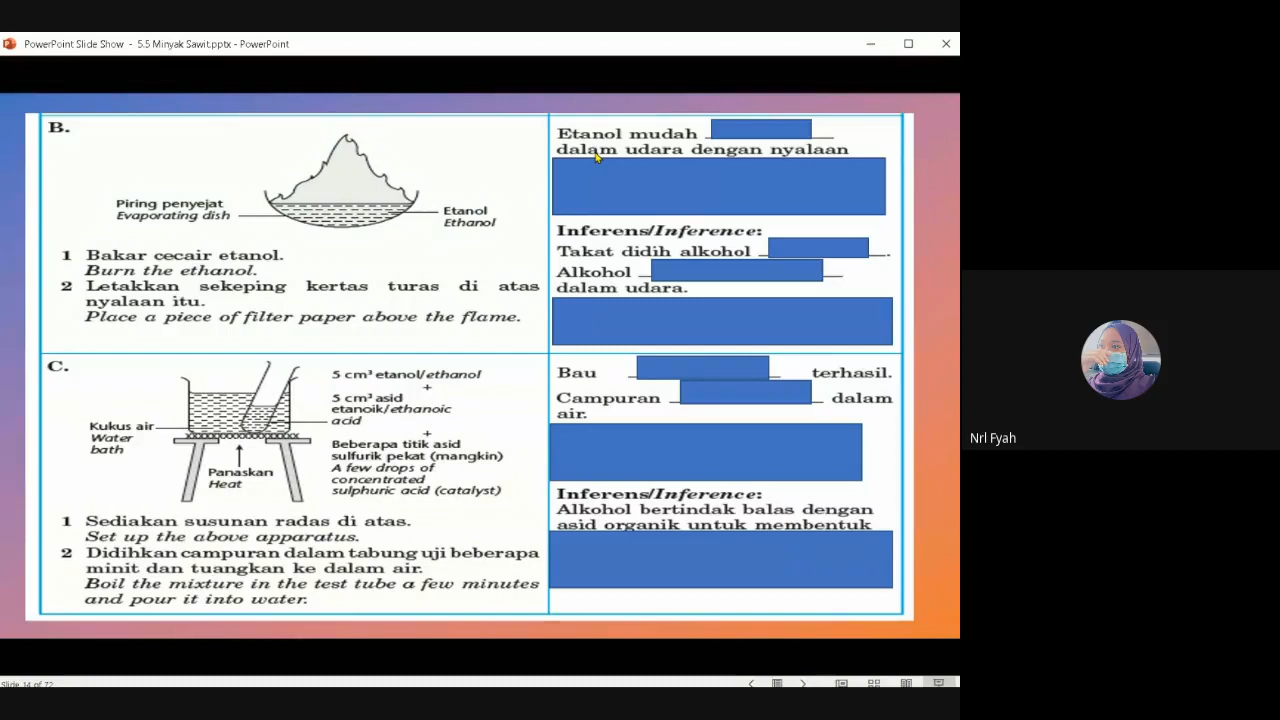 PowerPoint Slide Show - 5.5 Minyak Sawit.pptx - PowerPoint
B.
Piring penyejat
Evaporating dish
Etanol
Ethanol
1 Bakar cecair etanol.
Burn the ethanol.
2 Letakkan sekeping kertas turas di atas
nyalaan itu.
Place a piece of filter paper above the flame.
Etanol mudah
dalam udara dengan nyalaan
Inferens/Inference:
Takat didih alkohol .
Alkohol
dalam udara.
C.
5 cm³ etanol/ethanol
+
5 cm³ asid
etanoik/ethanoic
acid
+
Beberapa titik asid
sulfurik pekat (mangkin)
A few drops of
concentrated
sulphuric acid (catalyst)
Kukus air
Water
bath
Panaskan
Heat
1 Sediakan susunan radas di atas.
Set up the above apparatus.
2 Didihkan campuran dalam tabung uji beberapa
minit dan tuangkan ke dalam air.
Boil the mixture in the test tube a few minutes
and pour it into water.
Bau terhasil.
Campuran dalam
air.
Inferens/Inference:
Alkohol bertindak balas dengan
asid organik untuk membentuk
Nrl Fyah
Slide 14 of 72